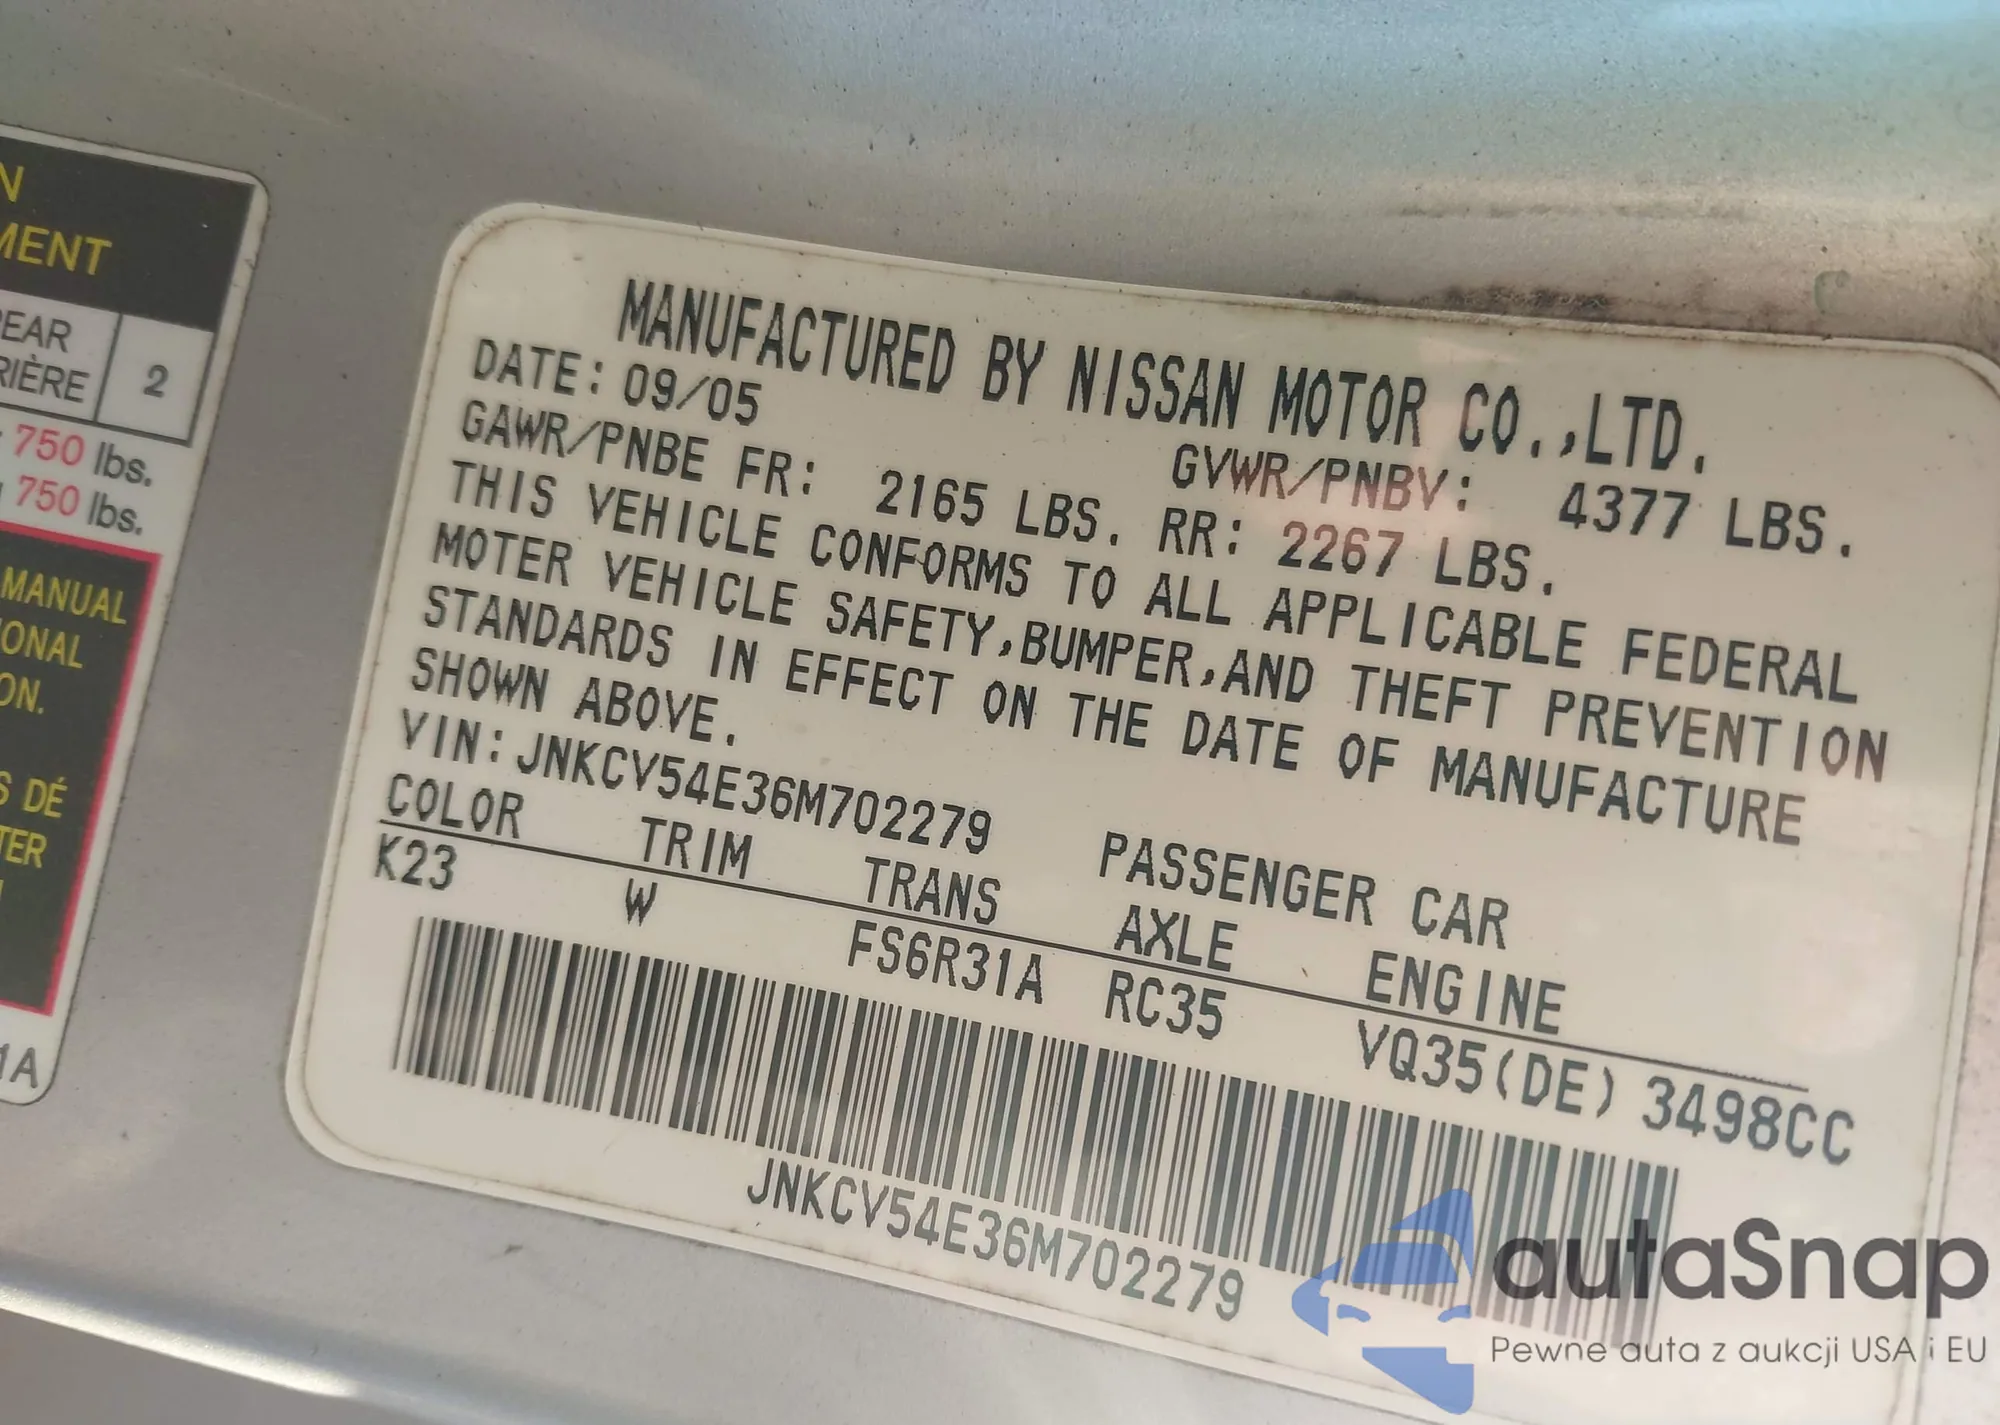 N
MENT
EAR
RIÈRE
2
750 lbs.
750 lbs.
MANUAL
IONAL
ON.
S DÉ
TER
1A
MANUFACTURED BY NISSAN MOTOR CO.,LTD.
DATE: 09/05 GVWR/PNBV: 4377 LBS.
GAWR/PNBE FR: 2165 LBS. RR: 2267 LBS.
THIS VEHICLE CONFORMS TO ALL APPLICABLE FEDERAL
MOTER VEHICLE SAFETY,BUMPER,AND THEFT PREVENTION
STANDARDS IN EFFECT ON THE DATE OF MANUFACTURE
SHOWN ABOVE.
VIN:JNKCV54E36M702279 PASSENGER CAR
COLOR TRIM TRANS AXLE ENGINE
K23 W FS6R31A RC35 VQ35(DE) 3498CC
JNKCV54E36M702279
autaSnap
Pewne auta z aukcji USA i EU